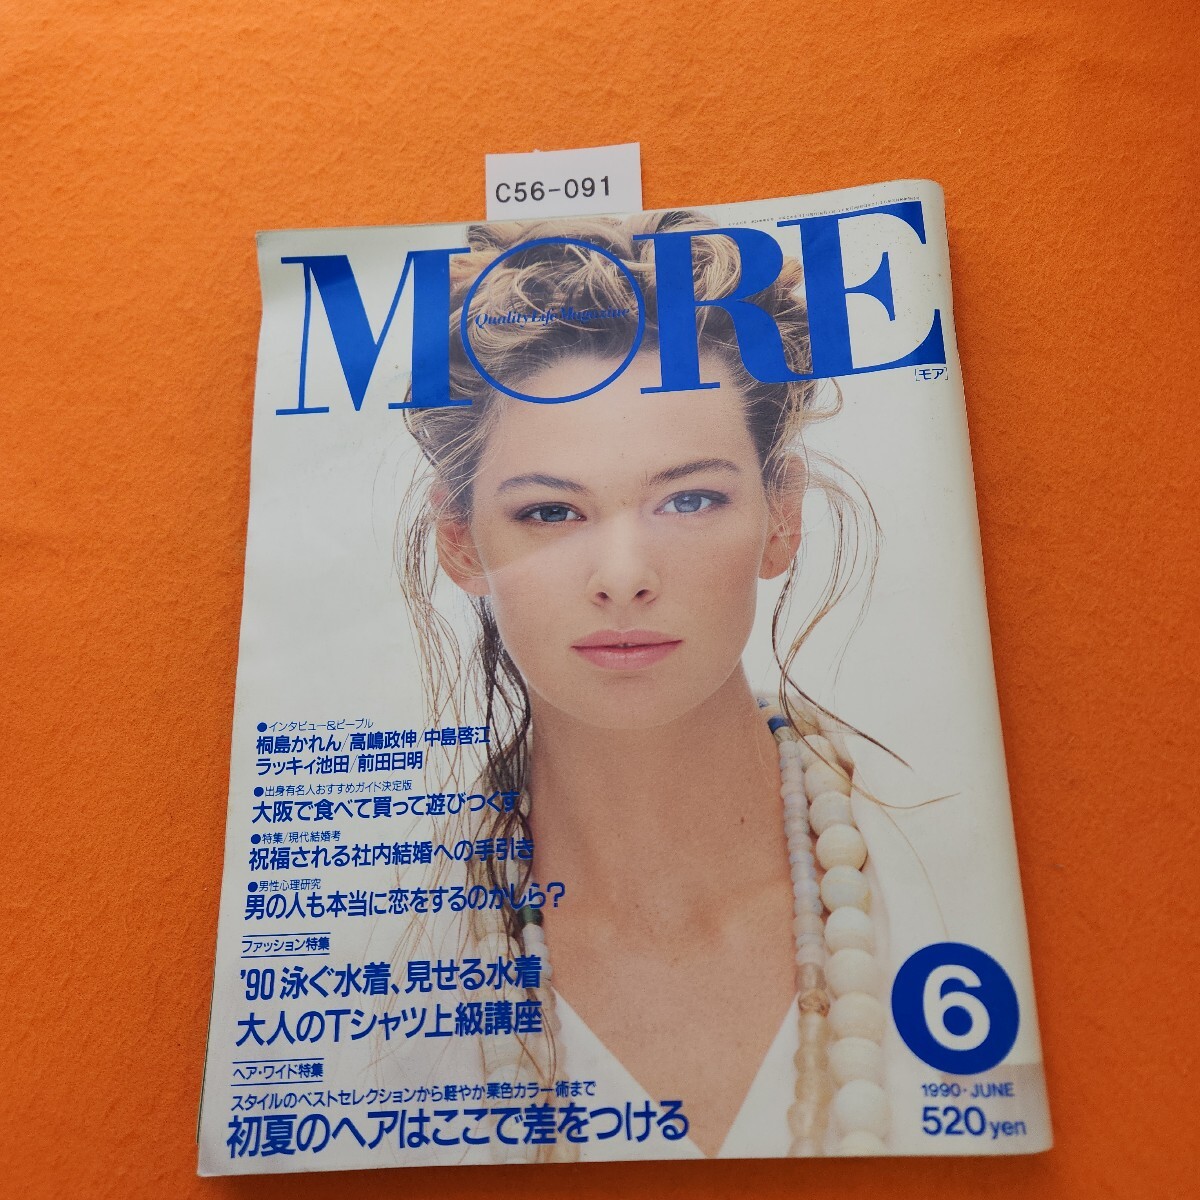 C56-091
MORE
Quality Life Magazine
[モア]
●インタビュー&ピープル
桐島かれん/高嶋政伸/中島啓江
ラッキィ池田/前田日明
●出身有名人おすすめガイド決定版
大阪で食べて買って遊びつくす
●特集/現代結婚考
祝福される社内結婚への手引き
●男性心理研究
男の人も本当に恋をするのかしら?
ファッション特集
'90 泳ぐ水着、見せる水着
大人のTシャツ上級講座
ヘア・ワイド特集
スタイルのベストセレクションから軽やか栗色カラー術まで
初夏のヘアはここで差をつける
6
1990・JUNE
520yen